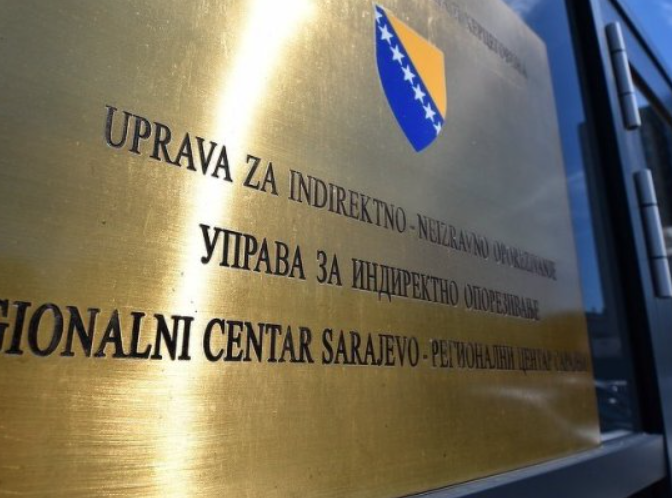 UPRAVA ZA INDIREKTNO-NEIZRAVNO OPOREZIVANJE
УПРАВА ЗА ИНДИРЕКТНО ОПОРЕЗИВАЊЕ
GIONALNI CENTAR SARAJEVO-РЕГИОНАЛНИ ЦЕНТАР САРАЈЕВО